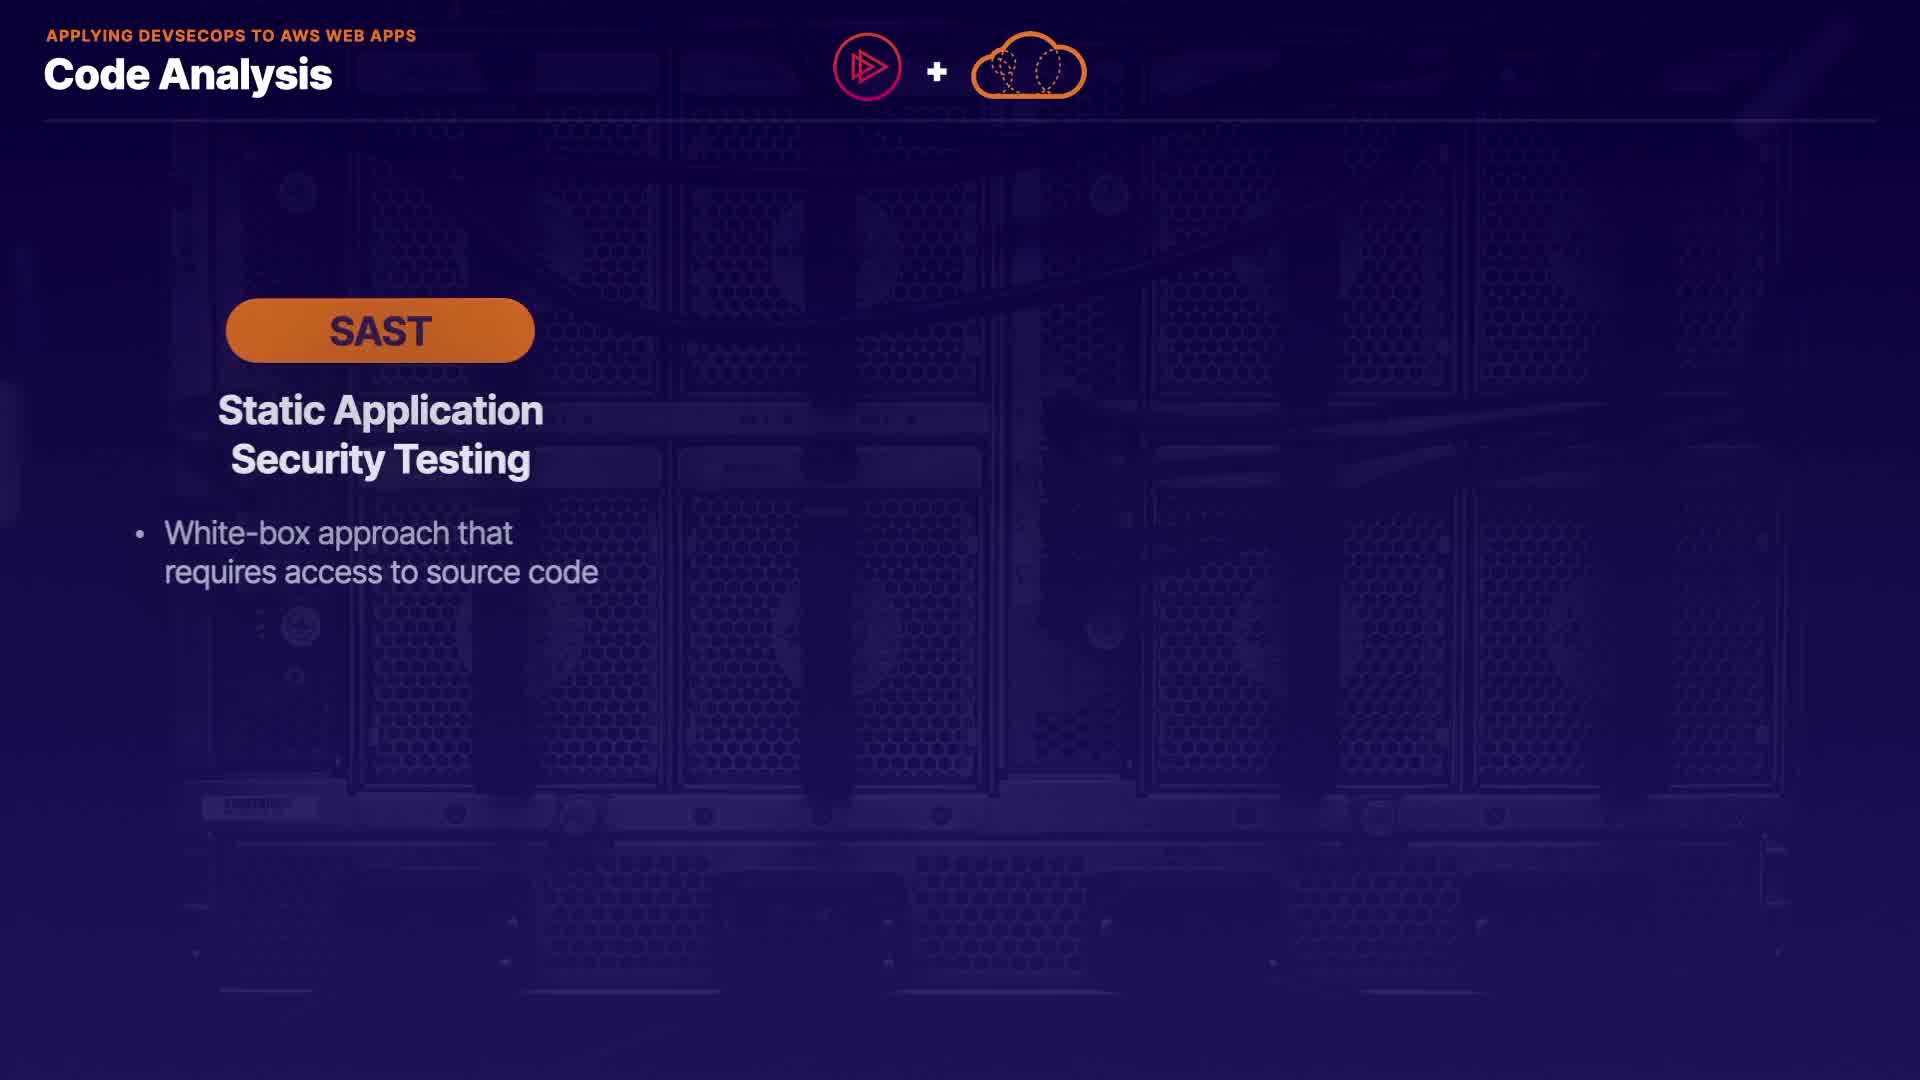 APPLYING DEVSECOPS TO AWS WEB APPS
Code Analysis
+
SAST
Static Application
Security Testing
• White-box approach that
requires access to source code